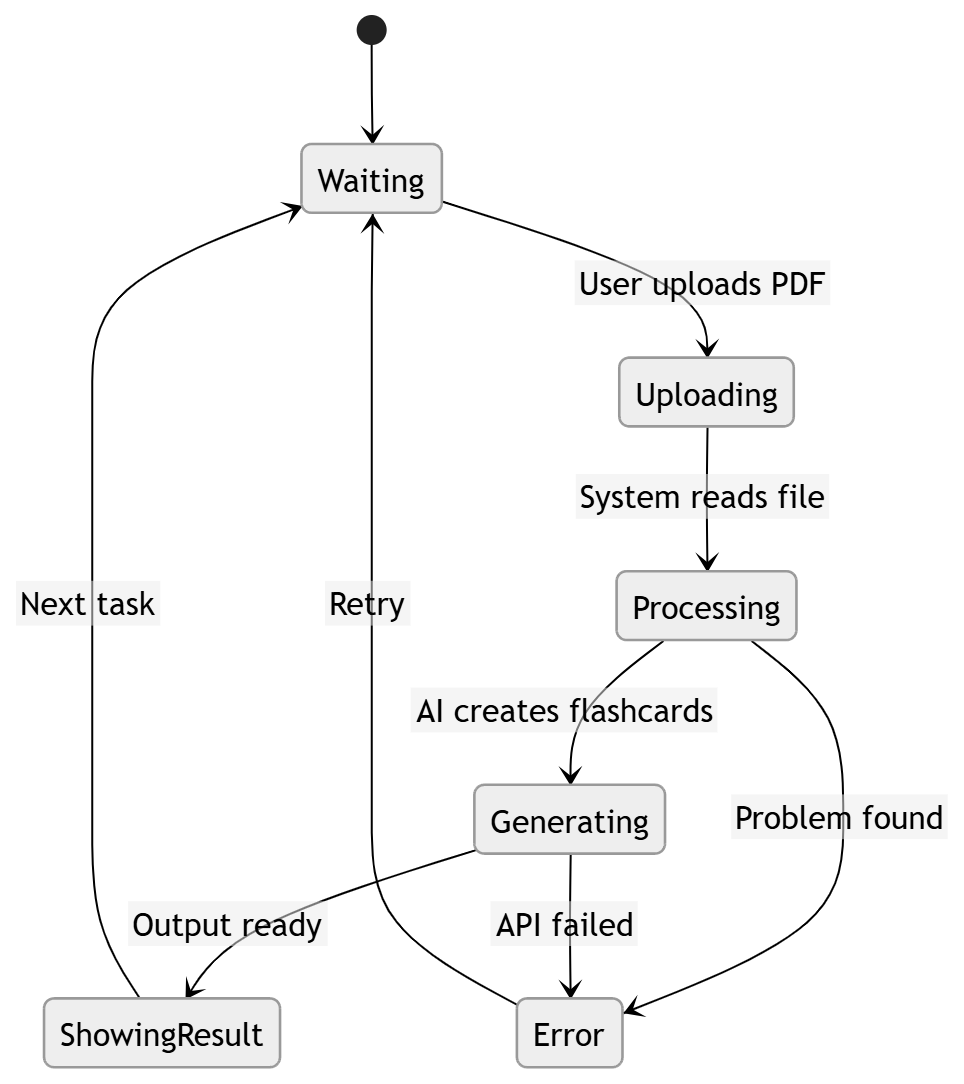 Waiting
User uploads PDF
Uploading
System reads file
Next task
Retry
Processing
AI creates flashcards
Generating
Problem found
Output ready
API failed
ShowingResult
Error